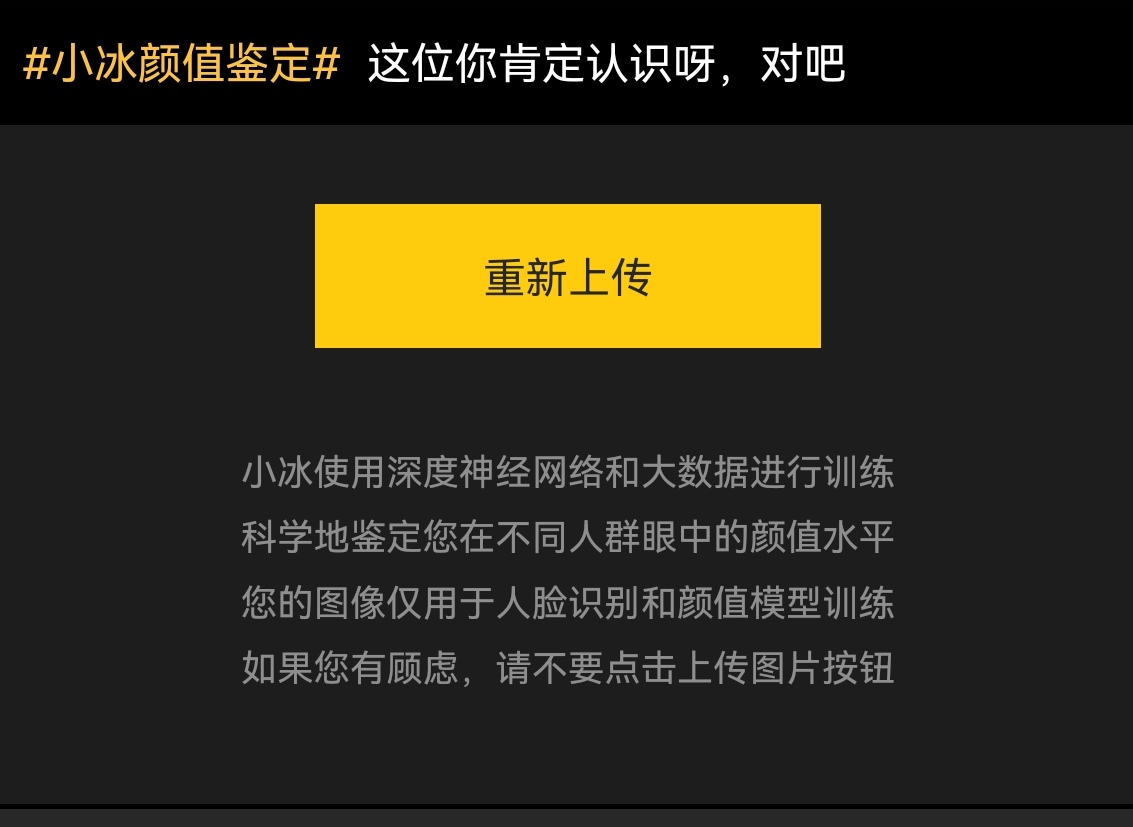 #小冰颜值鉴定# 这位你肯定认识呀，对吧
重新上传
小冰使用深度神经网络和大数据进行训练
科学地鉴定您在不同人群眼中的颜值水平
您的图像仅用于人脸识别和颜值模型训练
如果您有顾虑，请不要点击上传图片按钮